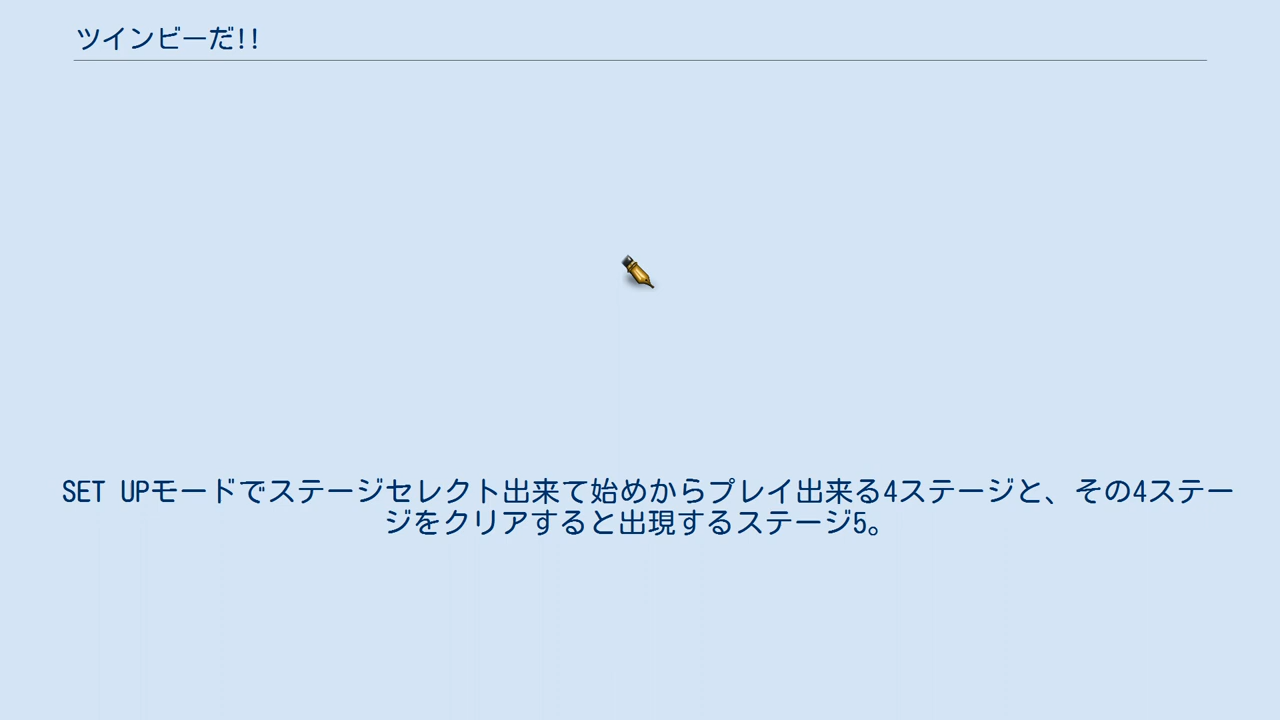 ツインビーだ!!
SET UPモードでステージセレクト出来て始めからプレイ出来る4ステージと、その4ステー
ジをクリアすると出現するステージ5。